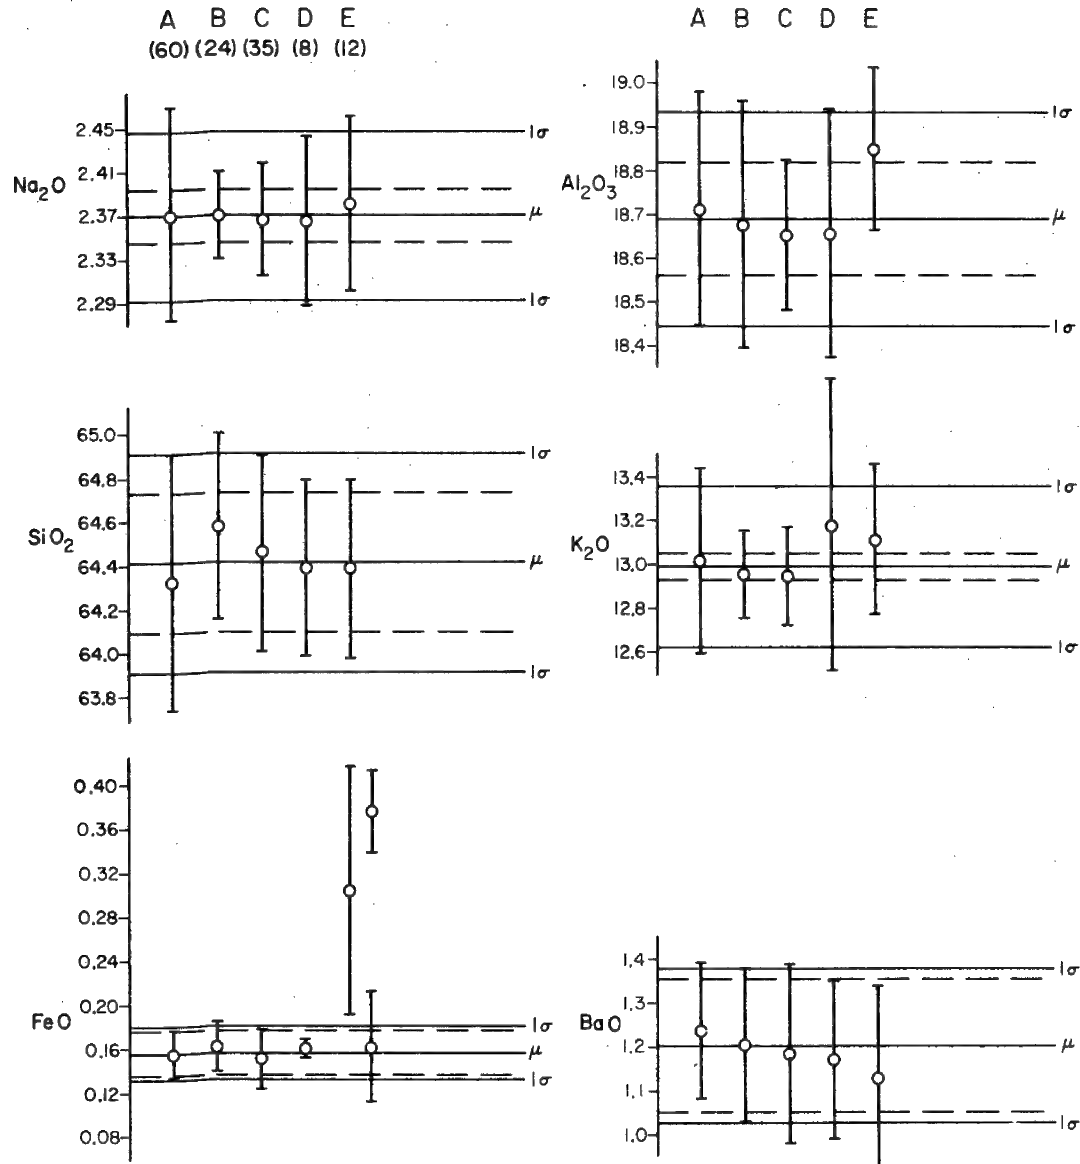 A B C D E
(60) (24) (35) (8) (12)
2.45
2.41
Na₂O
2.37
2.33
2.29
1σ
μ
1σ
A B C D E
19.0
18.9
18.8
Al₂O₃
18.7
18.6
18.5
18.4
1σ
μ
1σ
65.0
64.8
64.6
SiO₂
64.4
64.2
64.0
63.8
1σ
μ
1σ
13.4
13.2
K₂O
13.0
12.8
12.6
1σ
μ
1σ
0.40
0.36
0.32
0.28
0.24
0.20
FeO
0.16
0.12
0.08
1σ
μ
1σ
1.4
1.3
BaO
1.2
1.1
1.0
1σ
μ
1σ